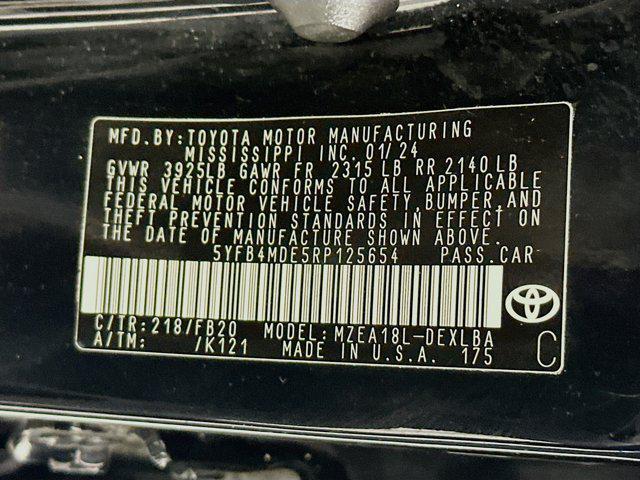 MFD.BY:TOYOTA MOTOR MANUFACTURING
MISSISSIPPI INC. 01/24
GVWR 3925LB GAWR FR 2315 LB RR 2140 LB
THIS VEHICLE CONFORMS TO ALL APPLICABLE
FEDERAL MOTOR VEHICLE SAFETY, BUMPER, AND
THEFT PREVENTION STANDARDS IN EFFECT ON
THE DATE OF MANUFACTURE SHOWN ABOVE.
5YFB4MDE5RP125654 PASS.CAR
C/TR:218/FB20 MODEL:MZEA18L-DEXLBA
A/TM: /K121 MADE IN U.S.A. 175
C